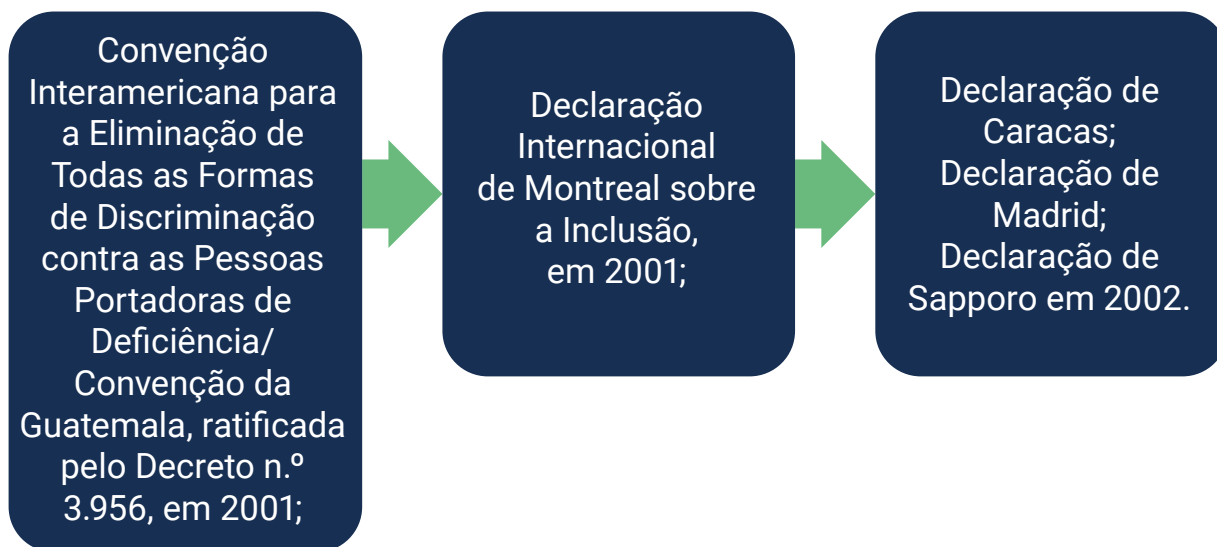 Convenção
Interamericana para
a Eliminação de
Todas as Formas
de Discriminação
contra as Pessoas
Portadoras de
Deficiência/
Convenção da
Guatemala, ratificada
pelo Decreto n.º
3.956, em 2001;
Declaração
Internacional
de Montreal sobre
a Inclusão,
em 2001;
Declaração de
Caracas;
Declaração de
Madrid;
Declaração de
Sapporo em 2002.